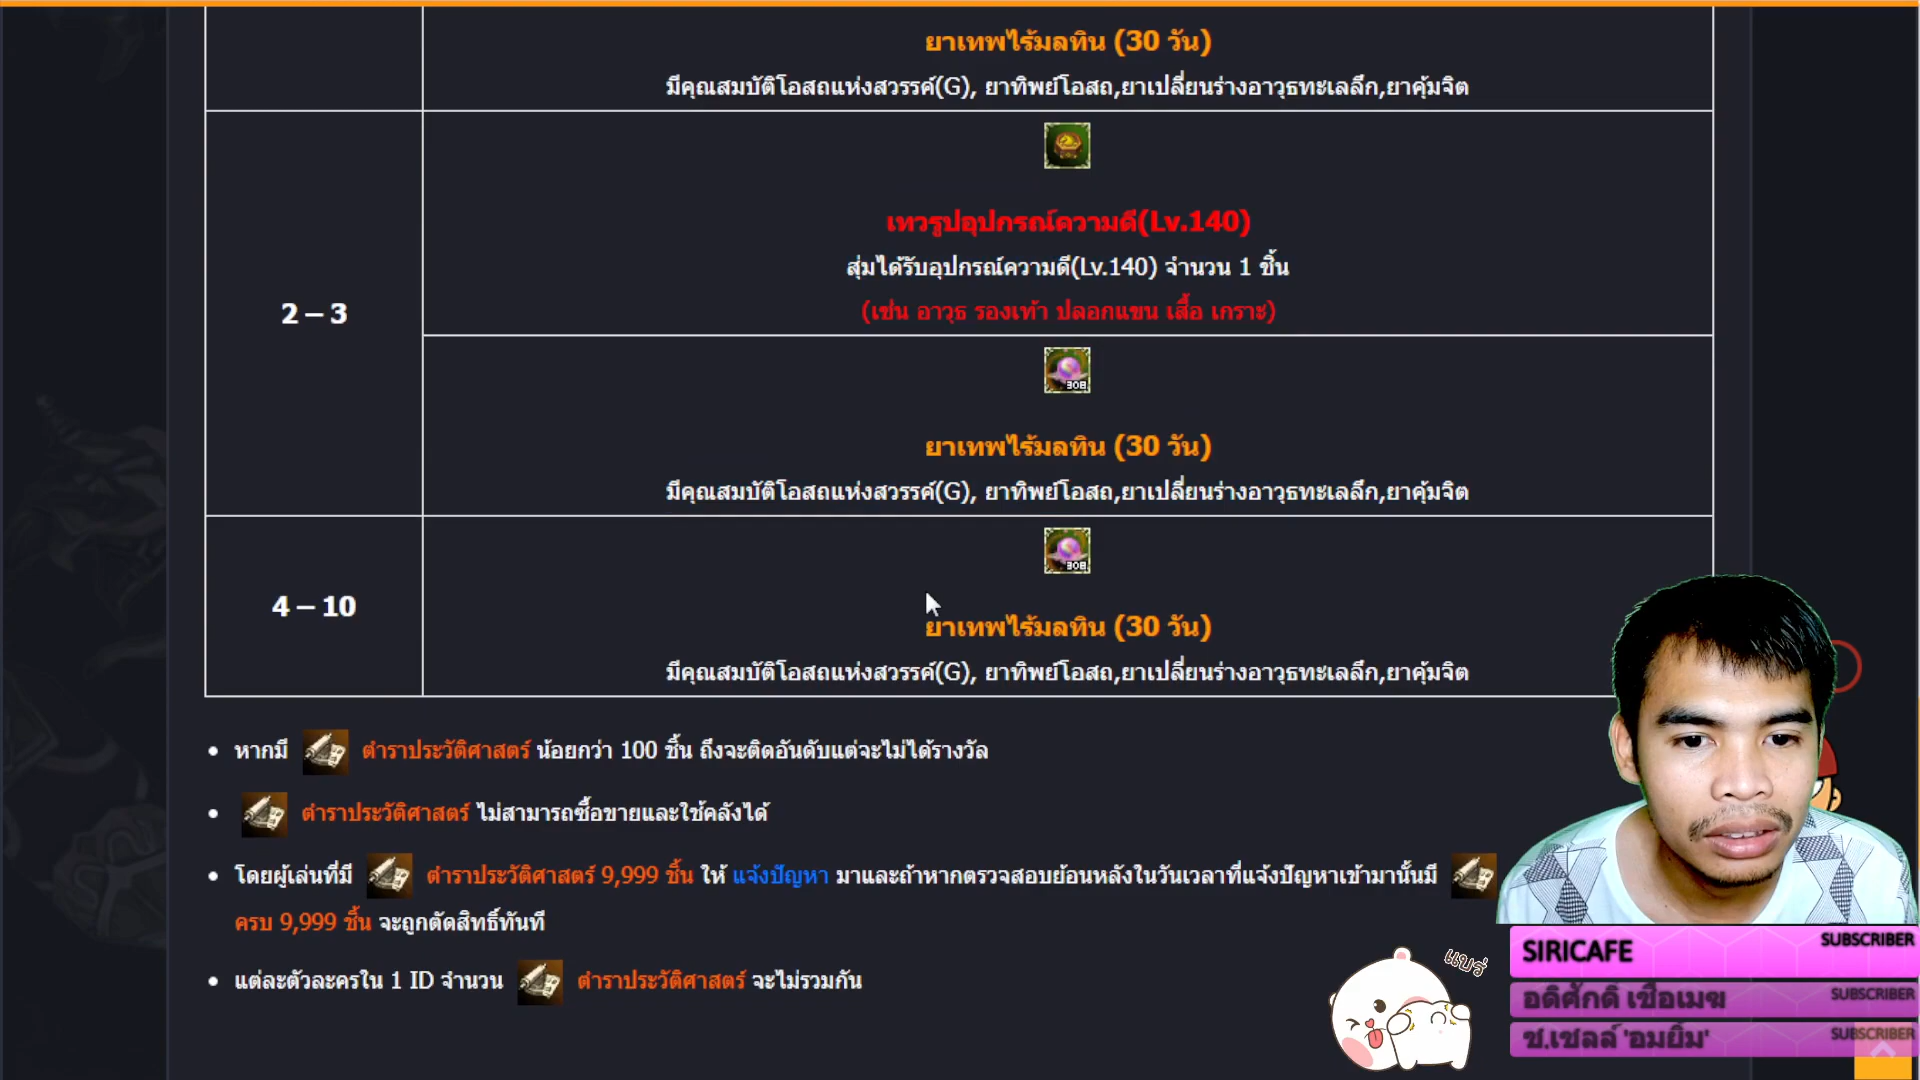 ยาเทพไร้มลทิน (30 วัน)
มีคุณสมบัติโอสถแห่งสวรรค์(G), ยาทิพย์โอสถ,ยาเปลี่ยนร่างอาวุธทะเลลึก,ยาคุ้มจิต
2 – 3
เทวรูปอุปกรณ์ความดี(Lv.140)
สุ่มได้รับอุปกรณ์ความดี(Lv.140) จำนวน 1 ชิ้น
(เช่น อาวุธ รองเท้า ปลอกแขน เสื้อ เกราะ)
308
ยาเทพไร้มลทิน (30 วัน)
มีคุณสมบัติโอสถแห่งสวรรค์(G), ยาทิพย์โอสถ,ยาเปลี่ยนร่างอาวุธทะเลลึก,ยาคุ้มจิต
4 – 10
308
ยาเทพไร้มลทิน (30 วัน)
มีคุณสมบัติโอสถแห่งสวรรค์(G), ยาทิพย์โอสถ,ยาเปลี่ยนร่างอาวุธทะเลลึก,ยาคุ้มจิต
หากมี ตำราประวัติศาสตร์ น้อยกว่า 100 ชิ้น ถึงจะติดอันดับแต่จะไม่ได้รางวัล
ตำราประวัติศาสตร์ ไม่สามารถซื้อขายและใช้คลังได้
โดยผู้เล่นที่มี ตำราประวัติศาสตร์ 9,999 ชิ้น ให้ แจ้งปัญหา มาและถ้าหากตรวจสอบย้อนหลังในวันเวลาที่แจ้งปัญหาเข้ามานั้นมี
ครบ 9,999 ชิ้น จะถูกตัดสิทธิ์ทันที
แต่ละตัวละครใน 1 ID จำนวน ตำราประวัติศาสตร์ จะไม่รวมกัน
แบร่
SIRICAFE SUBSCRIBER
อดิศักดิ์ เชื้อเมฆ SUBSCRIBER
ช.เชลล์ 'อมยิ้ม' SUBSCRIBER